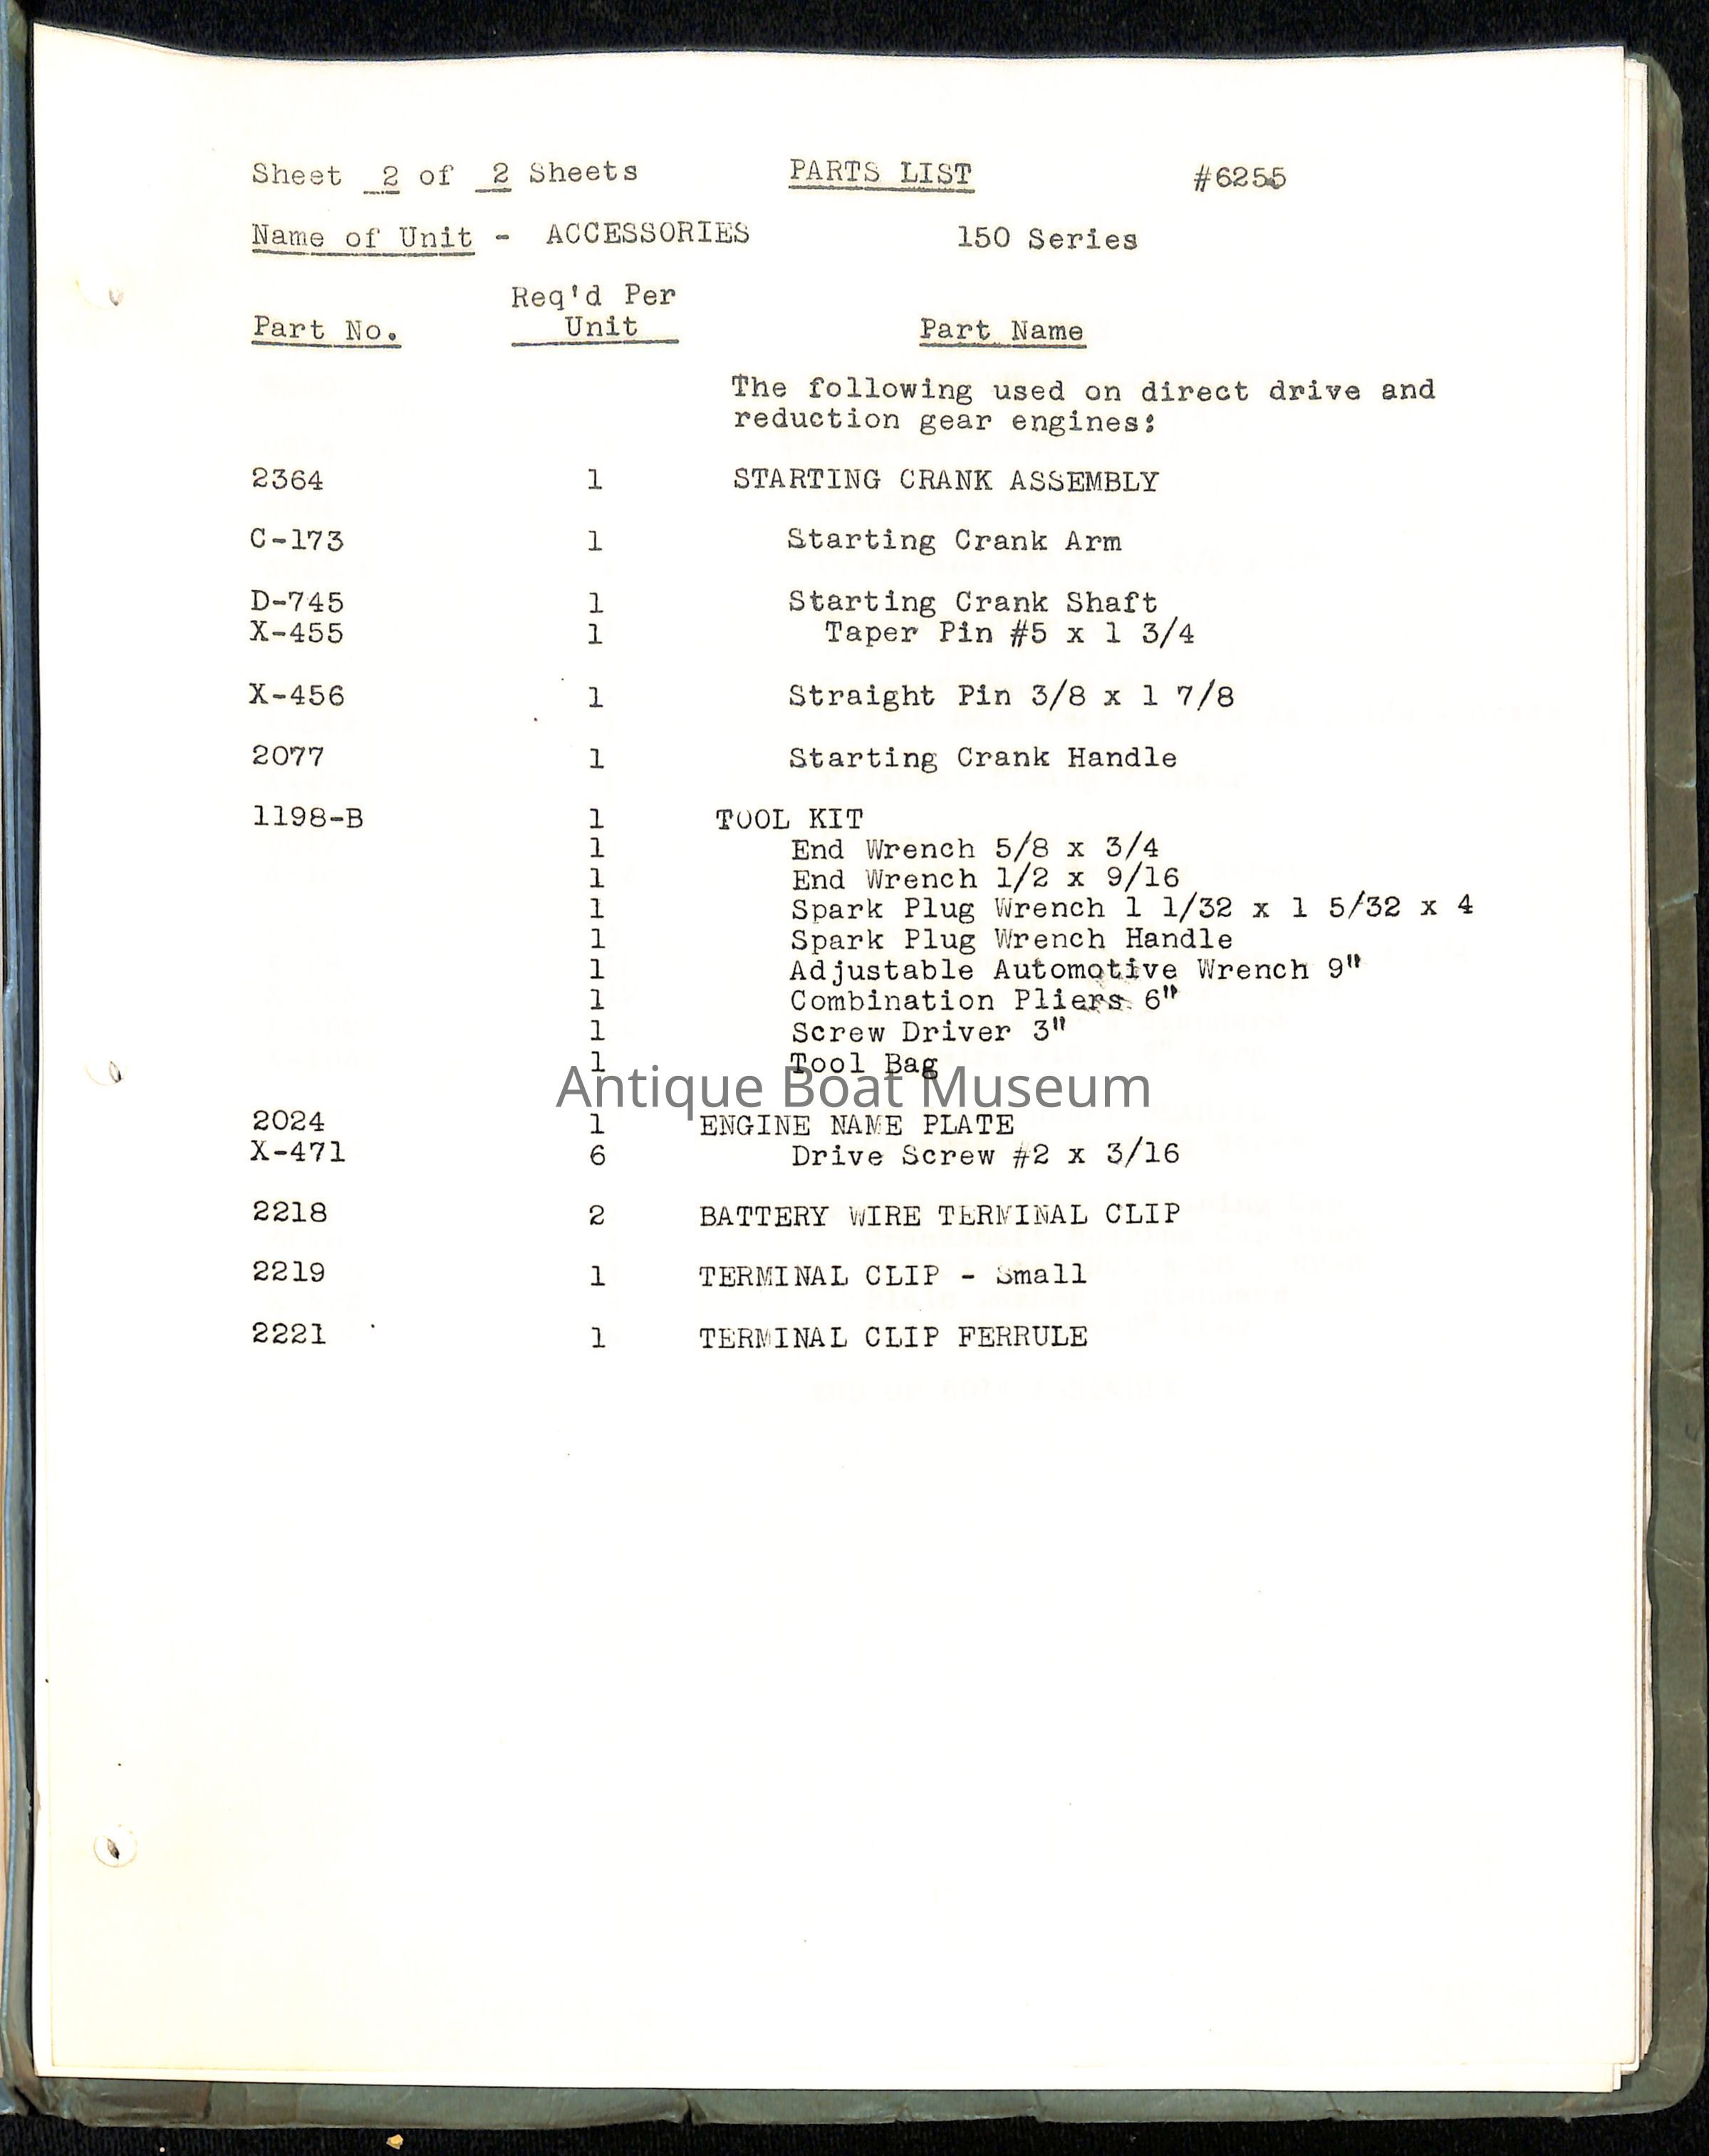 Sheet 2 of 2 Sheets PARTS LIST #6255
Name of Unit - ACCESSORIES 150 Series
Req'd Per
Part No. Unit Part Name
The following used on direct drive and
reduction gear engines:
2364 1 STARTING CRANK ASSEMBLY
C-173 1 Starting Crank Arm
D-745 1 Starting Crank Shaft
X-455 1 Taper Pin #5 x 1 3/4
X-456 1 Straight Pin 3/8 x 1 7/8
2077 1 Starting Crank Handle
1198-B 1 TOOL KIT
1 End Wrench 5/8 x 3/4
1 End Wrench 1/2 x 9/16
1 Spark Plug Wrench 1 1/32 x 1 5/32 x 4
1 Spark Plug Wrench Handle
1 Adjustable Automotive Wrench 9"
1 Combination Pliers 6"
1 Screw Driver 3"
1 Tool Bag
Antique Boat Museum
2024 1 ENGINE NAME PLATE
X-471 6 Drive Screw #2 x 3/16
2218 2 BATTERY WIRE TERMINAL CLIP
2219 1 TERMINAL CLIP - Small
2221 1 TERMINAL CLIP FERRULE